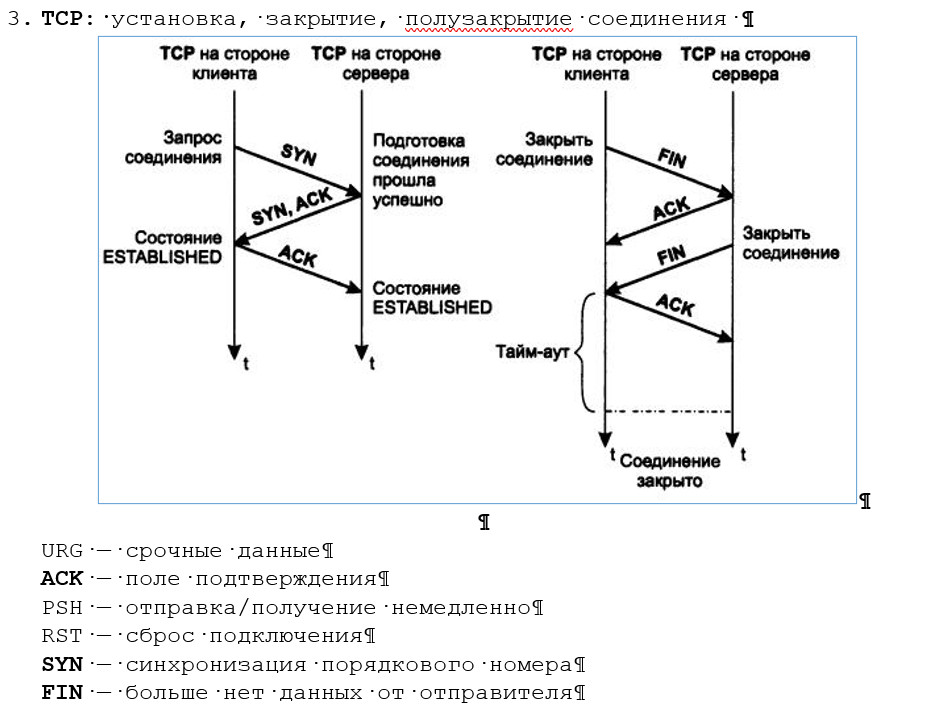 3. TCP: установка, закрытие, полузакрытие соединения ¶
TCP на стороне
клиента
TCP на стороне
сервера
Запрос
соединения
SYN
Подготовка
соединения
прошла
успешно
SYN, ACK
Состояние
ESTABLISHED
ACK
Состояние
ESTABLISHED
t
t
TCP на стороне
клиента
TCP на стороне
сервера
Закрыть
соединение
FIN
ACK
Закрыть
соединение
FIN
ACK
Тайм-аут
t
t
Соединение
закрыто
¶
¶
URG – срочные данные¶
ACK – поле подтверждения¶
PSH – отправка/получение немедленно¶
RST – сброс подключения¶
SYN – синхронизация порядкового номера¶
FIN – больше нет данных от отправителя¶